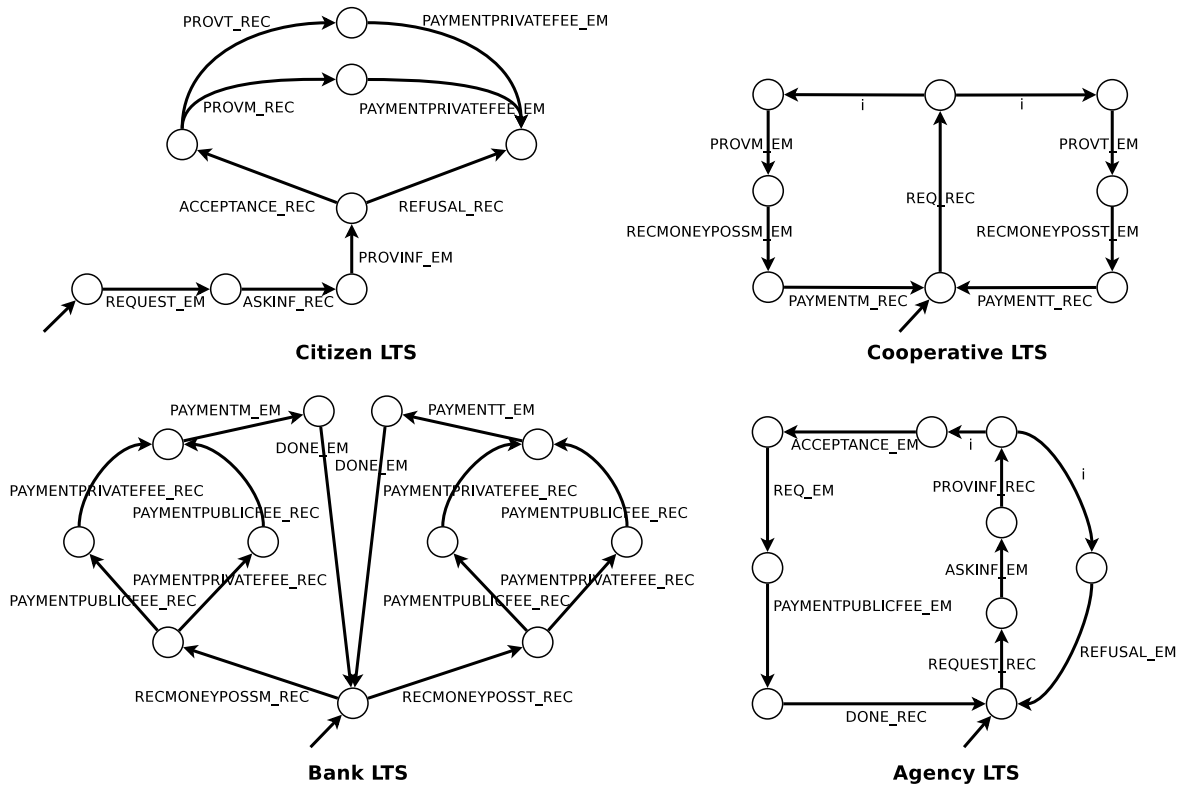 PROVT_REC
PAYMENTPRIVATEFEE_EM
PROVM_REC
PAYMENTPRIVATEFEE_EM
ACCEPTANCE_REC
REFUSAL_REC
PROVINF_EM
REQUEST_EM
ASKINF_REC
Citizen LTS
i
i
PROVM_EM
PROVT_EM
REQ_REC
RECMONEYPOSSM_EM
RECMONEYPOSST_EM
PAYMENTM_REC
PAYMENTT_REC
Cooperative LTS
PAYMENTM_EM
PAYMENTT_EM
DONE_EM
DONE_EM
PAYMENTPRIVATEFEE_REC
PAYMENTPUBLICFEE_REC
PAYMENTPRIVATEFEE_REC
PAYMENTPUBLICFEE_REC
PAYMENTPRIVATEFEE_REC
PAYMENTPUBLICFEE_REC
PAYMENTPRIVATEFEE_REC
PAYMENTPUBLICFEE_REC
RECMONEYPOSSM_REC
RECMONEYPOSST_REC
Bank LTS
ACCEPTANCE_EM
i
i
REQ_EM
PROVINF_REC
ASKINF_EM
PAYMENTPUBLICFEE_EM
REFUSAL_EM
REQUEST_REC
DONE_REC
Agency LTS